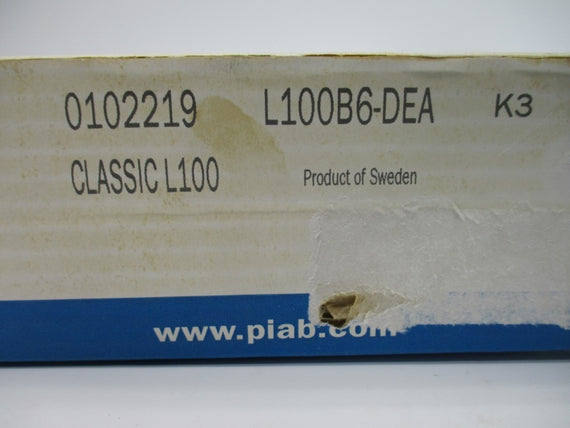 0102219 L100B6-DEA K3
CLASSIC L100 Product of Sweden
www.piab.com